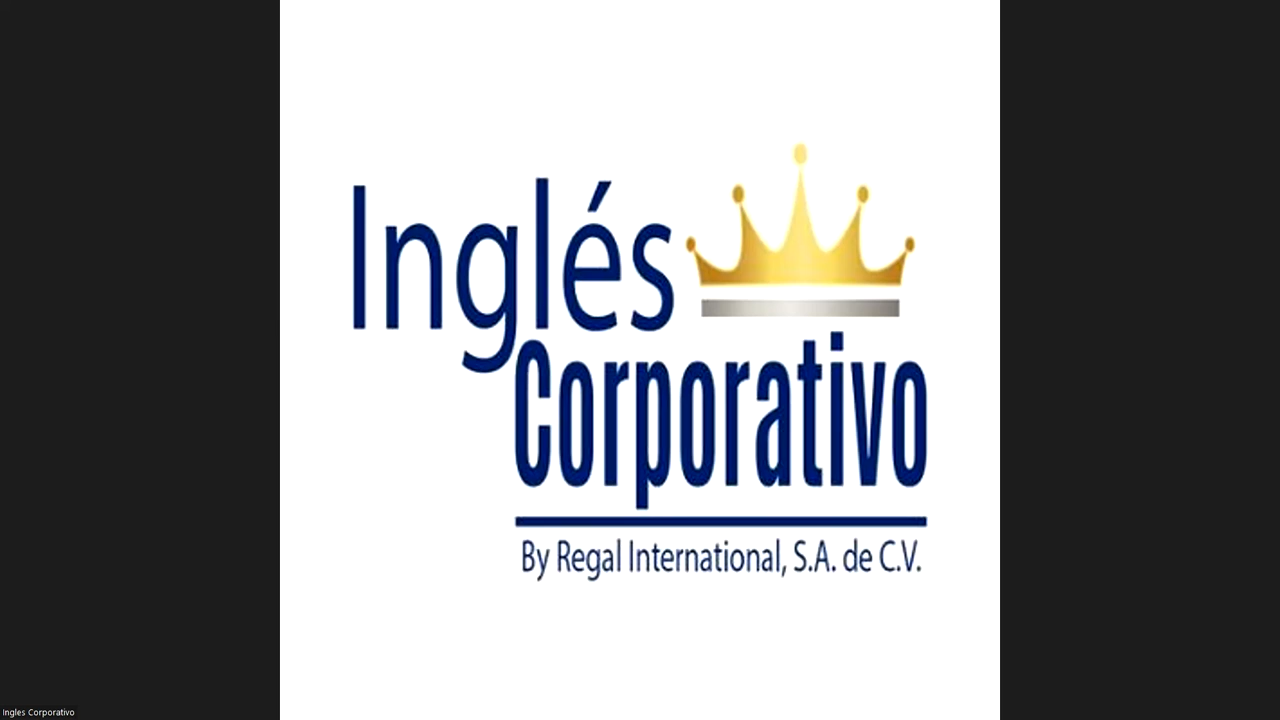 Inglés
Corporativo
By Regal International, S.A. de C.V.
Ingles Corporativo